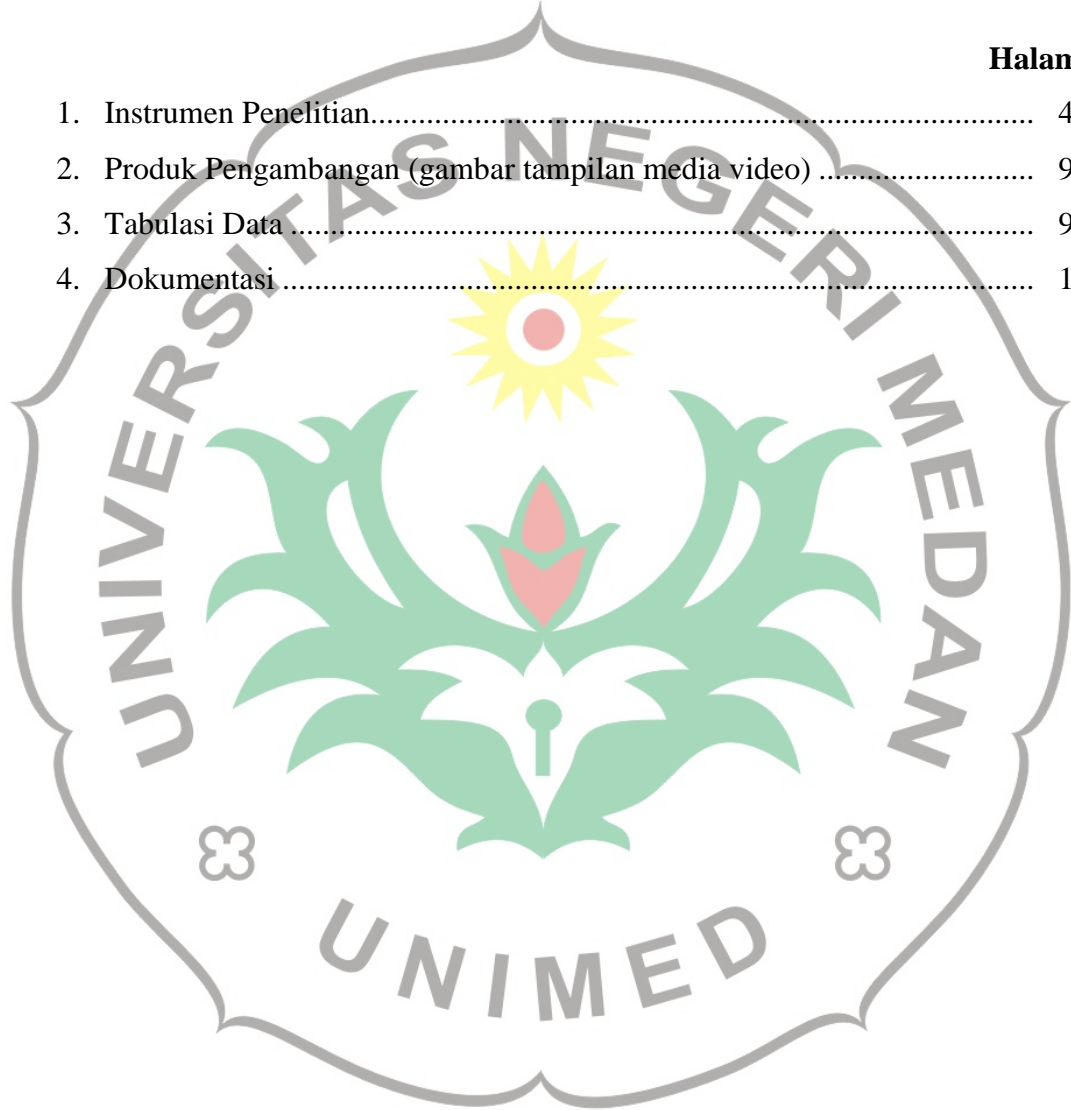 Halam
1. Instrumen Penelitian.................................................................................. 4
2. Produk Pengambangan (gambar tampilan media video) .......................... 9
3. Tabulasi Data ............................................................................................ 9
4. Dokumentasi ............................................................................................. 1
UNIVERSITAS NEGERI MEDAN
UNIMED